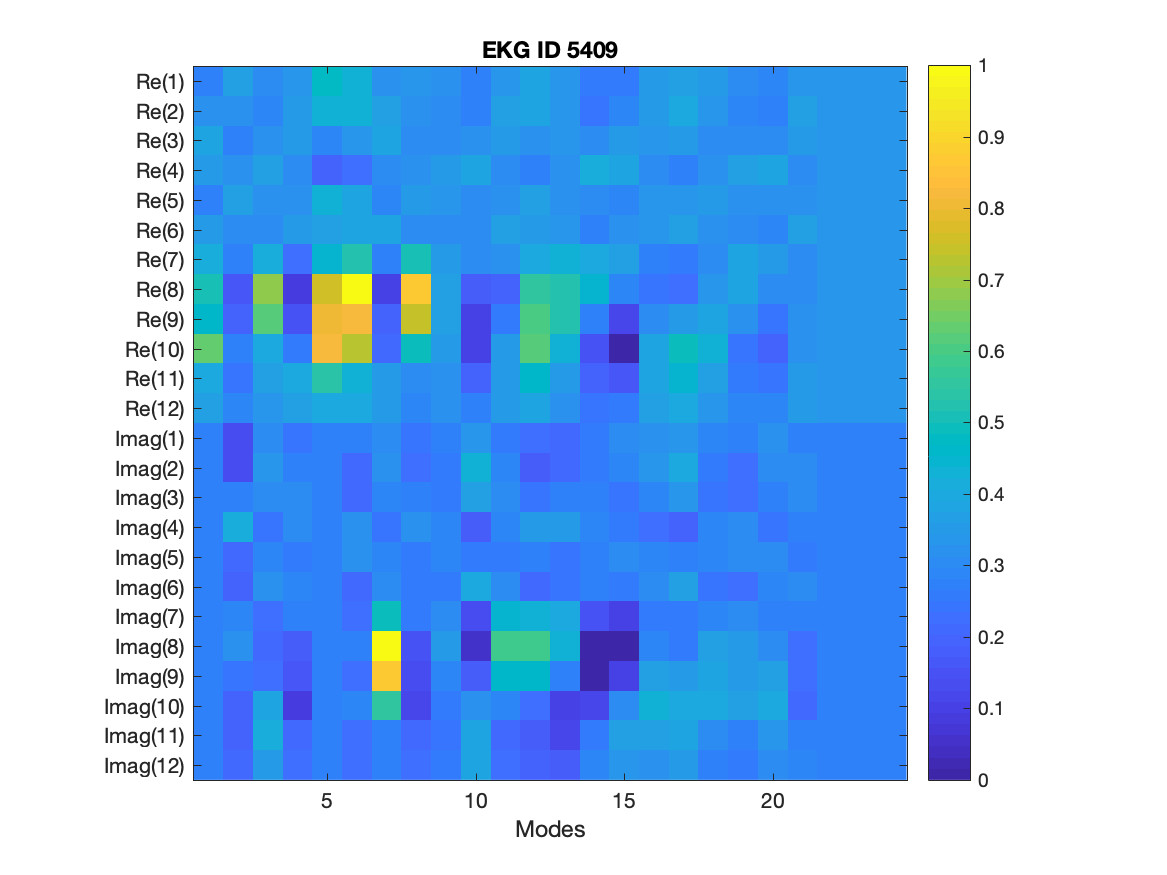 EKG ID 5409
Re(1)
Re(2)
Re(3)
Re(4)
Re(5)
Re(6)
Re(7)
Re(8)
Re(9)
Re(10)
Re(11)
Re(12)
Imag(1)
Imag(2)
Imag(3)
Imag(4)
Imag(5)
Imag(6)
Imag(7)
Imag(8)
Imag(9)
Imag(10)
Imag(11)
Imag(12)
5 10 15 20
Modes
1
0.9
0.8
0.7
0.6
0.5
0.4
0.3
0.2
0.1
0